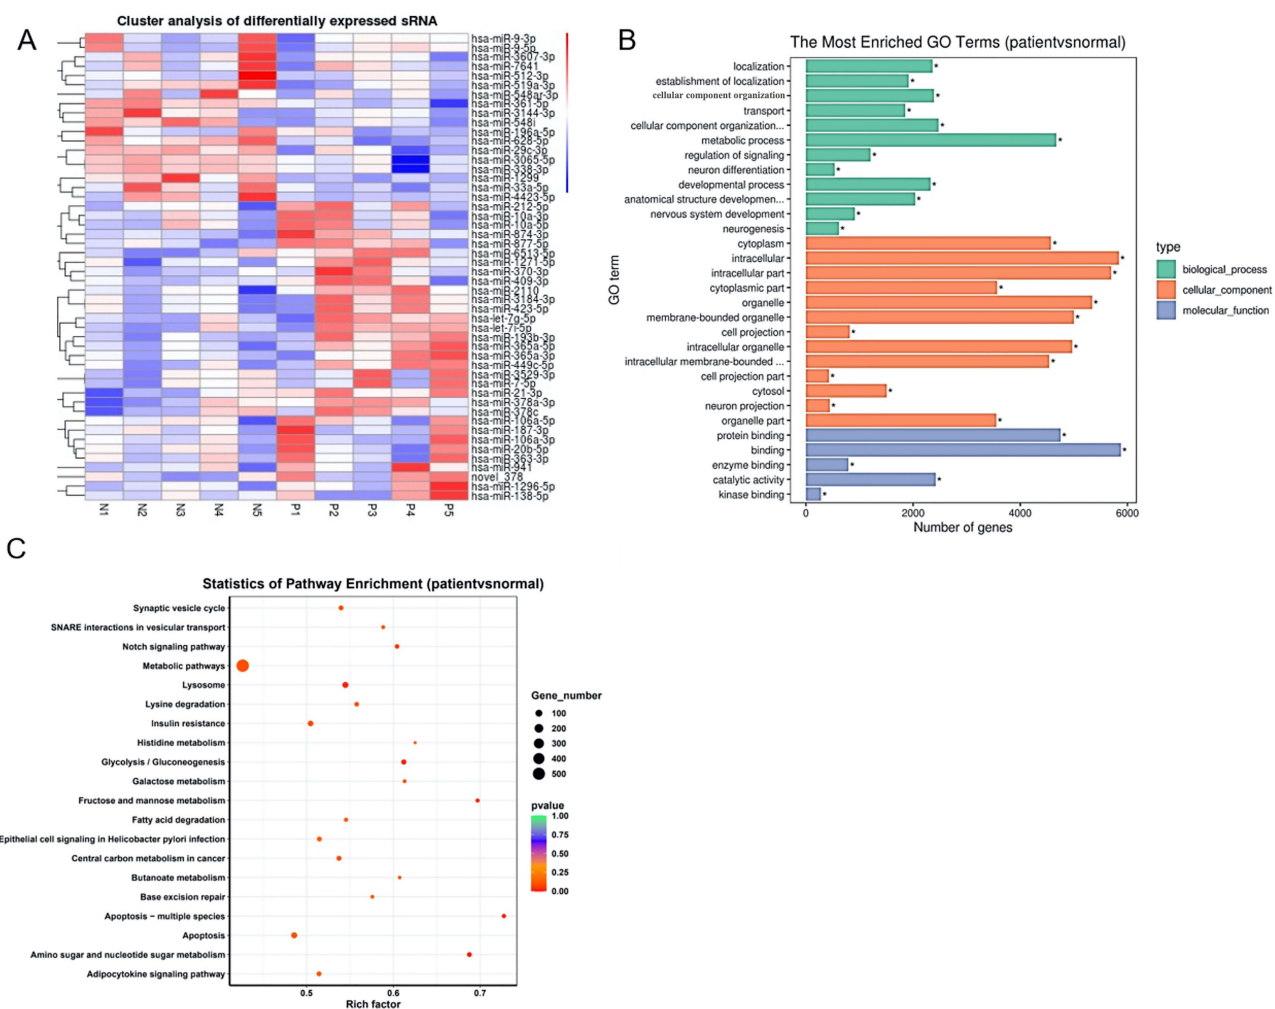 A
Cluster analysis of differentially expressed sRNA
hsa-miR-9-3p
hsa-miR-9-5p
hsa-miR-3607-3p
hsa-miR-7641
hsa-miR-512-3p
hsa-miR-519a-3p
hsa-miR-548ar-3p
hsa-miR-361-5p
hsa-miR-3144-3p
hsa-miR-548i
hsa-miR-196a-5p
hsa-miR-628-5p
hsa-miR-29c-3p
hsa-miR-3065-5p
hsa-miR-338-3p
hsa-miR-1299
hsa-miR-33a-5p
hsa-miR-4423-5p
hsa-miR-212-5p
hsa-miR-10a-3p
hsa-miR-10a-5p
hsa-miR-874-3p
hsa-miR-877-5p
hsa-miR-6513-5p
hsa-miR-1271-5p
hsa-miR-370-3p
hsa-miR-409-3p
hsa-miR-2110
hsa-miR-3184-3p
hsa-miR-423-5p
hsa-let-7g-5p
hsa-let-7i-5p
hsa-miR-193b-3p
hsa-miR-365a-5p
hsa-miR-365a-3p
hsa-miR-449c-5p
hsa-miR-3529-3p
hsa-miR-7-5p
hsa-miR-21-3p
hsa-miR-378a-3p
hsa-miR-378c
hsa-miR-106a-5p
hsa-miR-187-3p
hsa-miR-106a-3p
hsa-miR-20b-5p
hsa-miR-363-3p
hsa-miR-941
novel_378
hsa-miR-1296-5p
hsa-miR-138-5p
N1 N2 N3 N4 N5 P1 P2 P3 P4 P5
B
The Most Enriched GO Terms (patientvsnormal)
GO term
localization *
establishment of localization *
cellular component organization *
transport *
cellular component organization... *
metabolic process *
regulation of signaling *
neuron differentiation *
developmental process *
anatomical structure developmen... *
nervous system development *
neurogenesis *
cytoplasm *
intracellular *
intracellular part *
cytoplasmic part *
organelle *
membrane-bounded organelle *
cell projection *
intracellular organelle *
intracellular membrane-bounded ... *
cell projection part *
cytosol *
neuron projection *
organelle part *
protein binding *
binding *
enzyme binding *
catalytic activity *
kinase binding *
0 2000 4000 6000
Number of genes
type
biological_process
cellular_component
molecular_function
C
Statistics of Pathway Enrichment (patientvsnormal)
Synaptic vesicle cycle
SNARE interactions in vesicular transport
Notch signaling pathway
Metabolic pathways
Lysosome
Lysine degradation
Insulin resistance
Histidine metabolism
Glycolysis / Gluconeogenesis
Galactose metabolism
Fructose and mannose metabolism
Fatty acid degradation
Epithelial cell signaling in Helicobacter pylori infection
Central carbon metabolism in cancer
Butanoate metabolism
Base excision repair
Apoptosis − multiple species
Apoptosis
Amino sugar and nucleotide sugar metabolism
Adipocytokine signaling pathway
0.5 0.6 0.7
Rich factor
Gene_number
100
200
300
400
500
pvalue
1.00
0.75
0.50
0.25
0.00